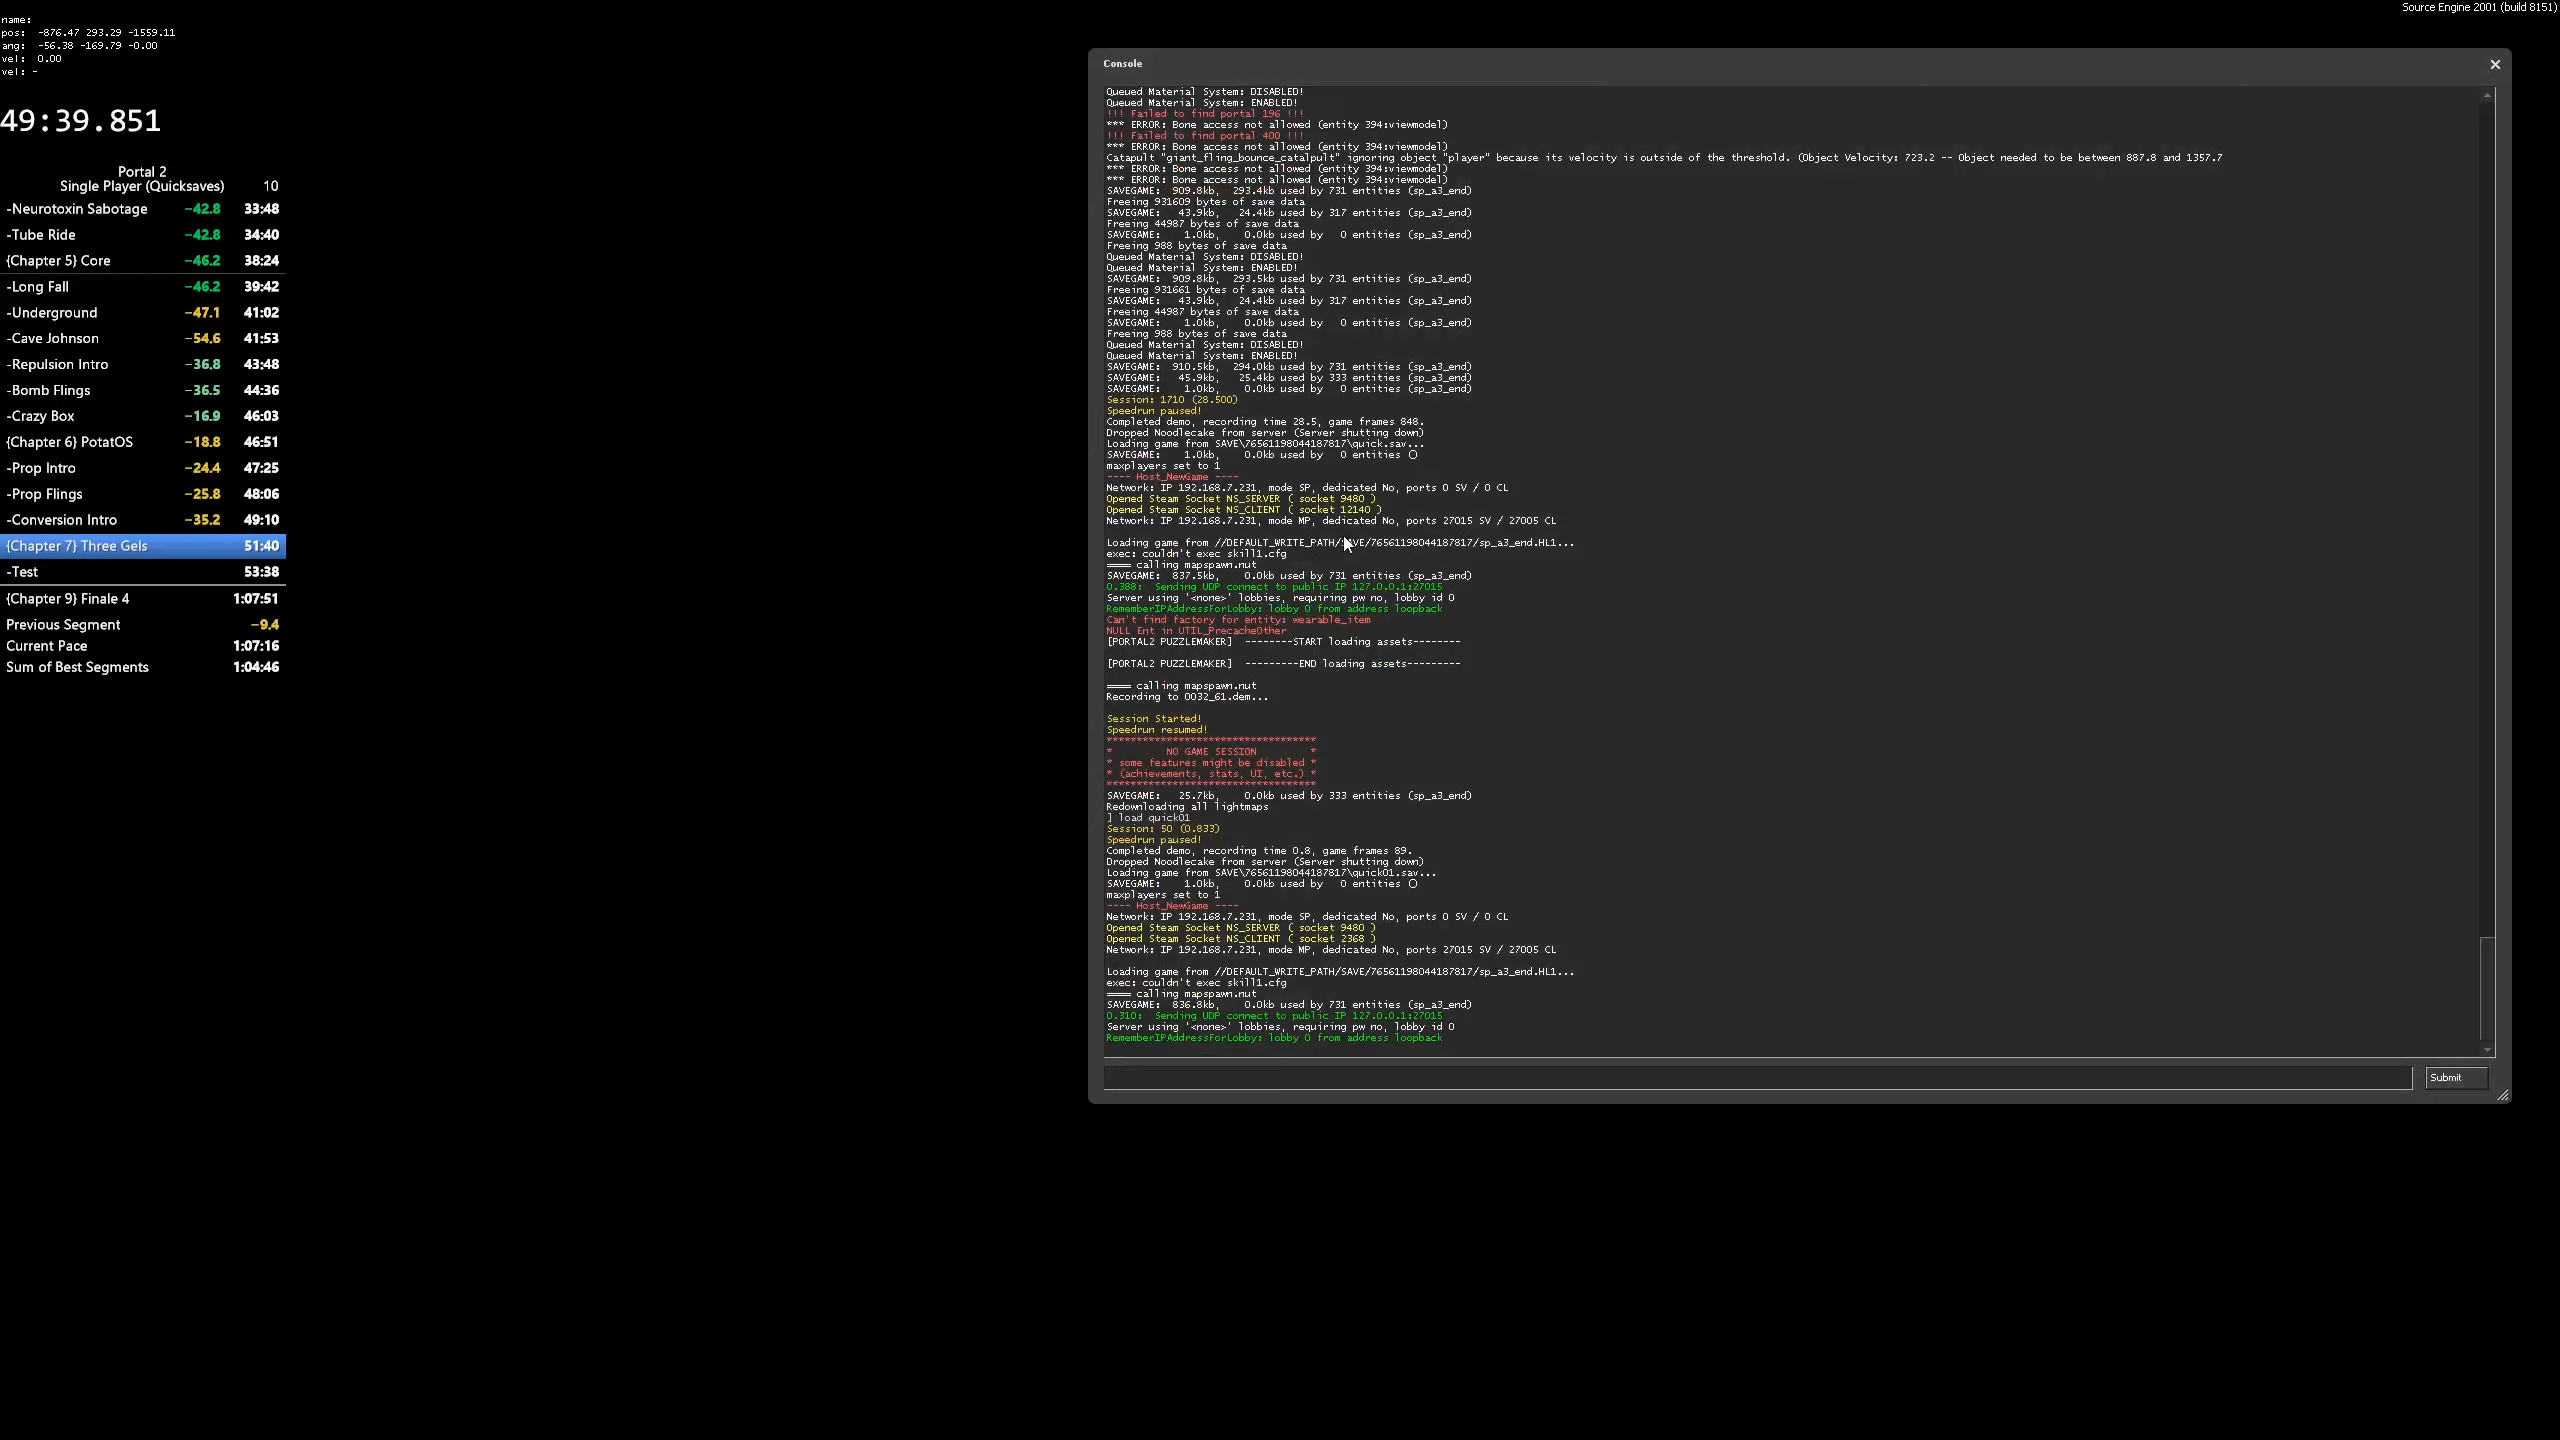 Source Engine 2001 (build 8151)
name:
pos:  -876.47 293.29 -1559.11
ang:  -56.38 -169.79 -0.00
vel:  0.00
vel: -
49:39.851
Portal 2
Single Player (Quicksaves) 10
-Neurotoxin Sabotage −42.8 33:48
-Tube Ride −42.8 34:40
{Chapter 5} Core −46.2 38:24
-Long Fall −46.2 39:42
-Underground −47.1 41:02
-Cave Johnson −54.6 41:53
-Repulsion Intro −36.8 43:48
-Bomb Flings −36.5 44:36
-Crazy Box −16.9 46:03
{Chapter 6} PotatOS −18.8 46:51
-Prop Intro −24.4 47:25
-Prop Flings −25.8 48:06
-Conversion Intro −35.2 49:10
{Chapter 7} Three Gels 51:40
-Test 53:38
{Chapter 9} Finale 4 1:07:51
Previous Segment −9.4
Current Pace 1:07:16
Sum of Best Segments 1:04:46
Console
Queued Material System: DISABLED!
Queued Material System: ENABLED!
!!! Failed to find portal 196 !!!
*** ERROR: Bone access not allowed (entity 394:viewmodel)
!!! Failed to find portal 400 !!!
*** ERROR: Bone access not allowed (entity 394:viewmodel)
Catapult "giant_fling_bounce_catalpult" ignoring object "player" because its velocity is outside of the threshold. (Object Velocity: 723.2 -- Object needed to be between 887.8 and 1357.7
*** ERROR: Bone access not allowed (entity 394:viewmodel)
*** ERROR: Bone access not allowed (entity 394:viewmodel)
SAVEGAME:  909.8kb,  293.4kb used by 731 entities (sp_a3_end)
Freeing 931609 bytes of save data
SAVEGAME:   43.9kb,   24.4kb used by 317 entities (sp_a3_end)
Freeing 44987 bytes of save data
SAVEGAME:    1.0kb,    0.0kb used by   0 entities (sp_a3_end)
Freeing 988 bytes of save data
Queued Material System: DISABLED!
Queued Material System: ENABLED!
SAVEGAME:  909.8kb,  293.5kb used by 731 entities (sp_a3_end)
Freeing 931661 bytes of save data
SAVEGAME:   43.9kb,   24.4kb used by 317 entities (sp_a3_end)
Freeing 44987 bytes of save data
SAVEGAME:    1.0kb,    0.0kb used by   0 entities (sp_a3_end)
Freeing 988 bytes of save data
Queued Material System: DISABLED!
Queued Material System: ENABLED!
SAVEGAME:  910.5kb,  294.0kb used by 731 entities (sp_a3_end)
SAVEGAME:   45.9kb,   25.4kb used by 333 entities (sp_a3_end)
SAVEGAME:    1.0kb,    0.0kb used by   0 entities (sp_a3_end)
Session: 1710 (28.500)
Speedrun paused!
Completed demo, recording time 28.5, game frames 848.
Dropped Noodlecake from server (Server shutting down)
Loading game from SAVE\76561198044187817\quick.sav...
SAVEGAME:    1.0kb,    0.0kb used by   0 entities ()
maxplayers set to 1
---- Host_NewGame ----
Network: IP 192.168.7.231, mode SP, dedicated No, ports 0 SV / 0 CL
Opened Steam Socket NS_SERVER ( socket 9480 )
Opened Steam Socket NS_CLIENT ( socket 12140 )
Network: IP 192.168.7.231, mode MP, dedicated No, ports 27015 SV / 27005 CL
Loading game from //DEFAULT_WRITE_PATH/SAVE/76561198044187817/sp_a3_end.HL1...
exec: couldn't exec skill1.cfg
==== calling mapspawn.nut
SAVEGAME:  837.5kb,    0.0kb used by 731 entities (sp_a3_end)
0.388:  Sending UDP connect to public IP 127.0.0.1:27015
Server using '<none>' lobbies, requiring pw no, lobby id 0
RememberIPAddressForLobby: lobby 0 from address loopback
Can't find factory for entity: wearable_item
NULL Ent in UTIL_PrecacheOther
[PORTAL2 PUZZLEMAKER]  --------START loading assets--------
[PORTAL2 PUZZLEMAKER]  ---------END loading assets---------
==== calling mapspawn.nut
Recording to 0032_61.dem...
Session Started!
Speedrun resumed!
***********************************
*         NO GAME SESSION         *
* some features might be disabled *
* (achievements, stats, UI, etc.) *
***********************************
SAVEGAME:   25.7kb,    0.0kb used by 333 entities (sp_a3_end)
Redownloading all lightmaps
] load quick01
Session: 50 (0.833)
Speedrun paused!
Completed demo, recording time 0.8, game frames 89.
Dropped Noodlecake from server (Server shutting down)
Loading game from SAVE\76561198044187817\quick01.sav...
SAVEGAME:    1.0kb,    0.0kb used by   0 entities ()
maxplayers set to 1
---- Host_NewGame ----
Network: IP 192.168.7.231, mode SP, dedicated No, ports 0 SV / 0 CL
Opened Steam Socket NS_SERVER ( socket 9480 )
Opened Steam Socket NS_CLIENT ( socket 2368 )
Network: IP 192.168.7.231, mode MP, dedicated No, ports 27015 SV / 27005 CL
Loading game from //DEFAULT_WRITE_PATH/SAVE/76561198044187817/sp_a3_end.HL1...
exec: couldn't exec skill1.cfg
==== calling mapspawn.nut
SAVEGAME:  836.8kb,    0.0kb used by 731 entities (sp_a3_end)
0.310:  Sending UDP connect to public IP 127.0.0.1:27015
Server using '<none>' lobbies, requiring pw no, lobby id 0
RememberIPAddressForLobby: lobby 0 from address loopback
Submit